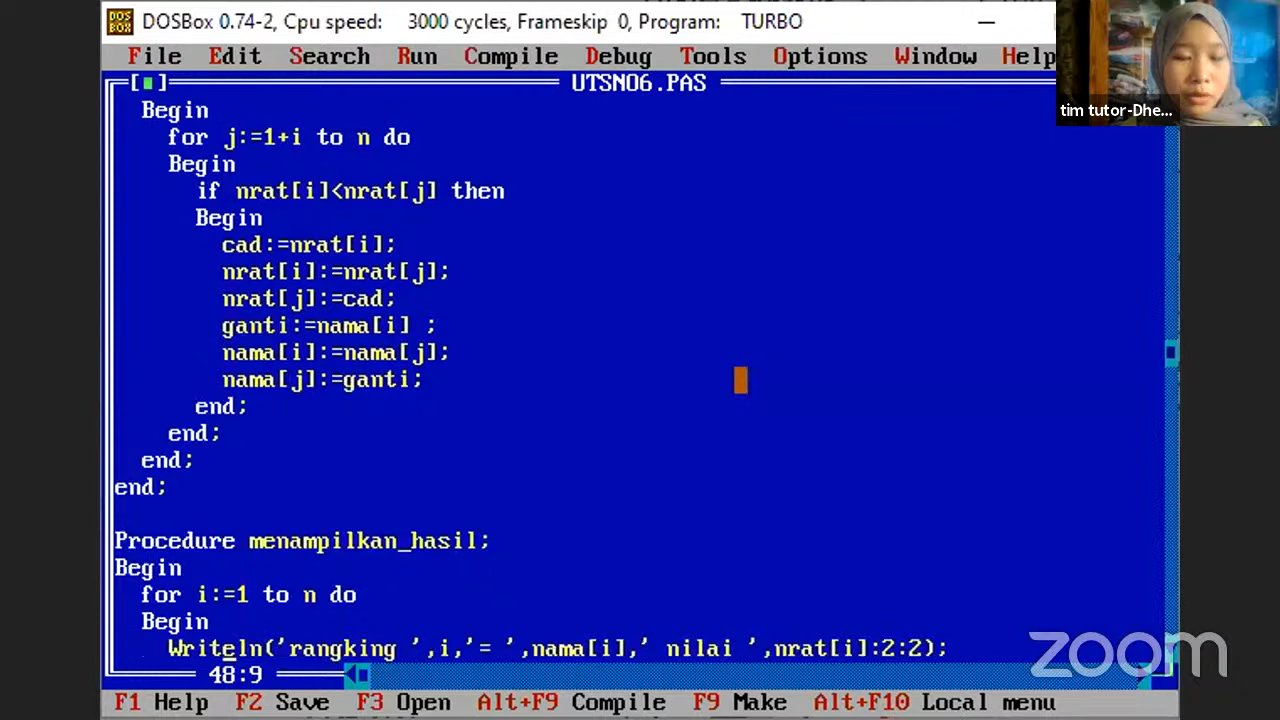 DOSBox 0.74-2, Cpu speed: 3000 cycles, Frameskip 0, Program: TURBO
File Edit Search Run Compile Debug Tools Options Window Help
UTSNO6.PAS
tim tutor-Dhe...
Begin
for j:=1+i to n do
Begin
if nrat[i]<nrat[j] then
Begin
cad:=nrat[i];
nrat[i]:=nrat[j];
nrat[j]:=cad;
ganti:=nama[i] ;
nama[i]:=nama[j];
nama[j]:=ganti;
end;
end;
end;
end;
Procedure menampilkan_hasil;
Begin
for i:=1 to n do
Begin
Writeln('rangking ',i,'= ',nama[i],' nilai ',nrat[i]:2:2);
zoom
48:9
F1 Help F2 Save F3 Open Alt+F9 Compile F9 Make Alt+F10 Local menu